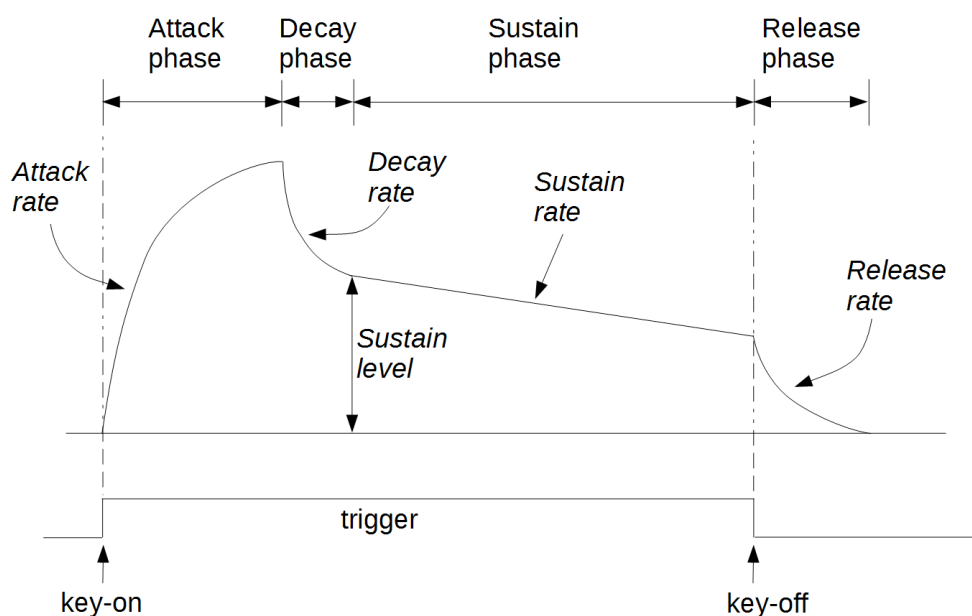 Attack
phase
Decay
phase
Sustain
phase
Release
phase
Attack
rate
Decay
rate
Sustain
rate
Release
rate
Sustain
level
trigger
key-on
key-off